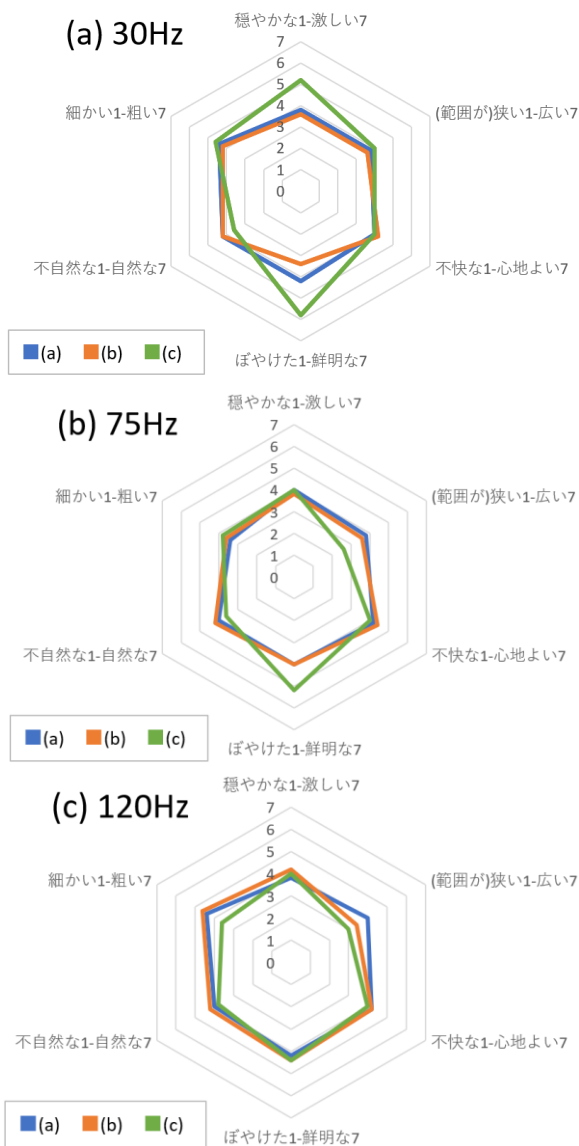 (a) 30Hz
穏やかな1-激しい7
7
6
5
4
3
2
1
0
(範囲が)狭い1-広い7
不快な1-心地よい7
ぼやけた1-鮮明な7
不自然な1-自然な7
細かい1-粗い7
(a) (b) (c)
(b) 75Hz
穏やかな1-激しい7
7
6
5
4
3
2
1
0
(範囲が)狭い1-広い7
不快な1-心地よい7
ぼやけた1-鮮明な7
不自然な1-自然な7
細かい1-粗い7
(a) (b) (c)
(c) 120Hz
穏やかな1-激しい7
7
6
5
4
3
2
1
0
(範囲が)狭い1-広い7
不快な1-心地よい7
ぼやけた1-鮮明な7
不自然な1-自然な7
細かい1-粗い7
(a) (b) (c)